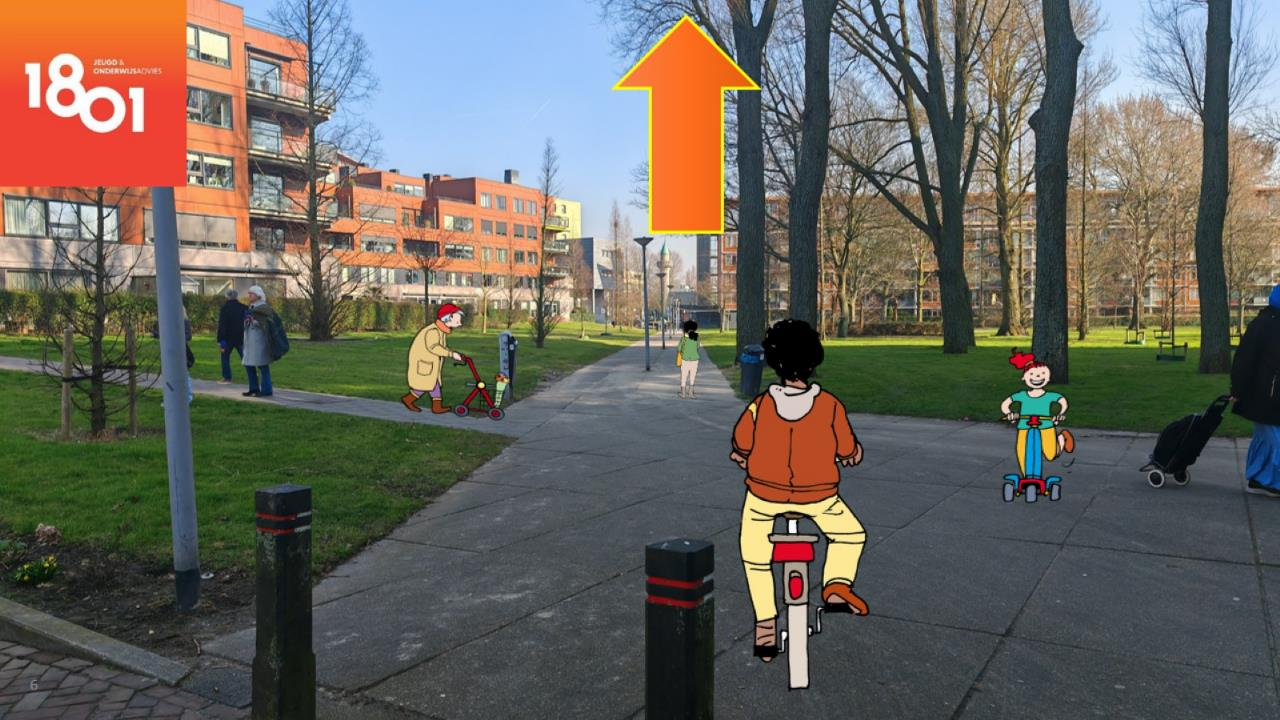 1801
JEUGD &
ONDERWIJSADVIES
6